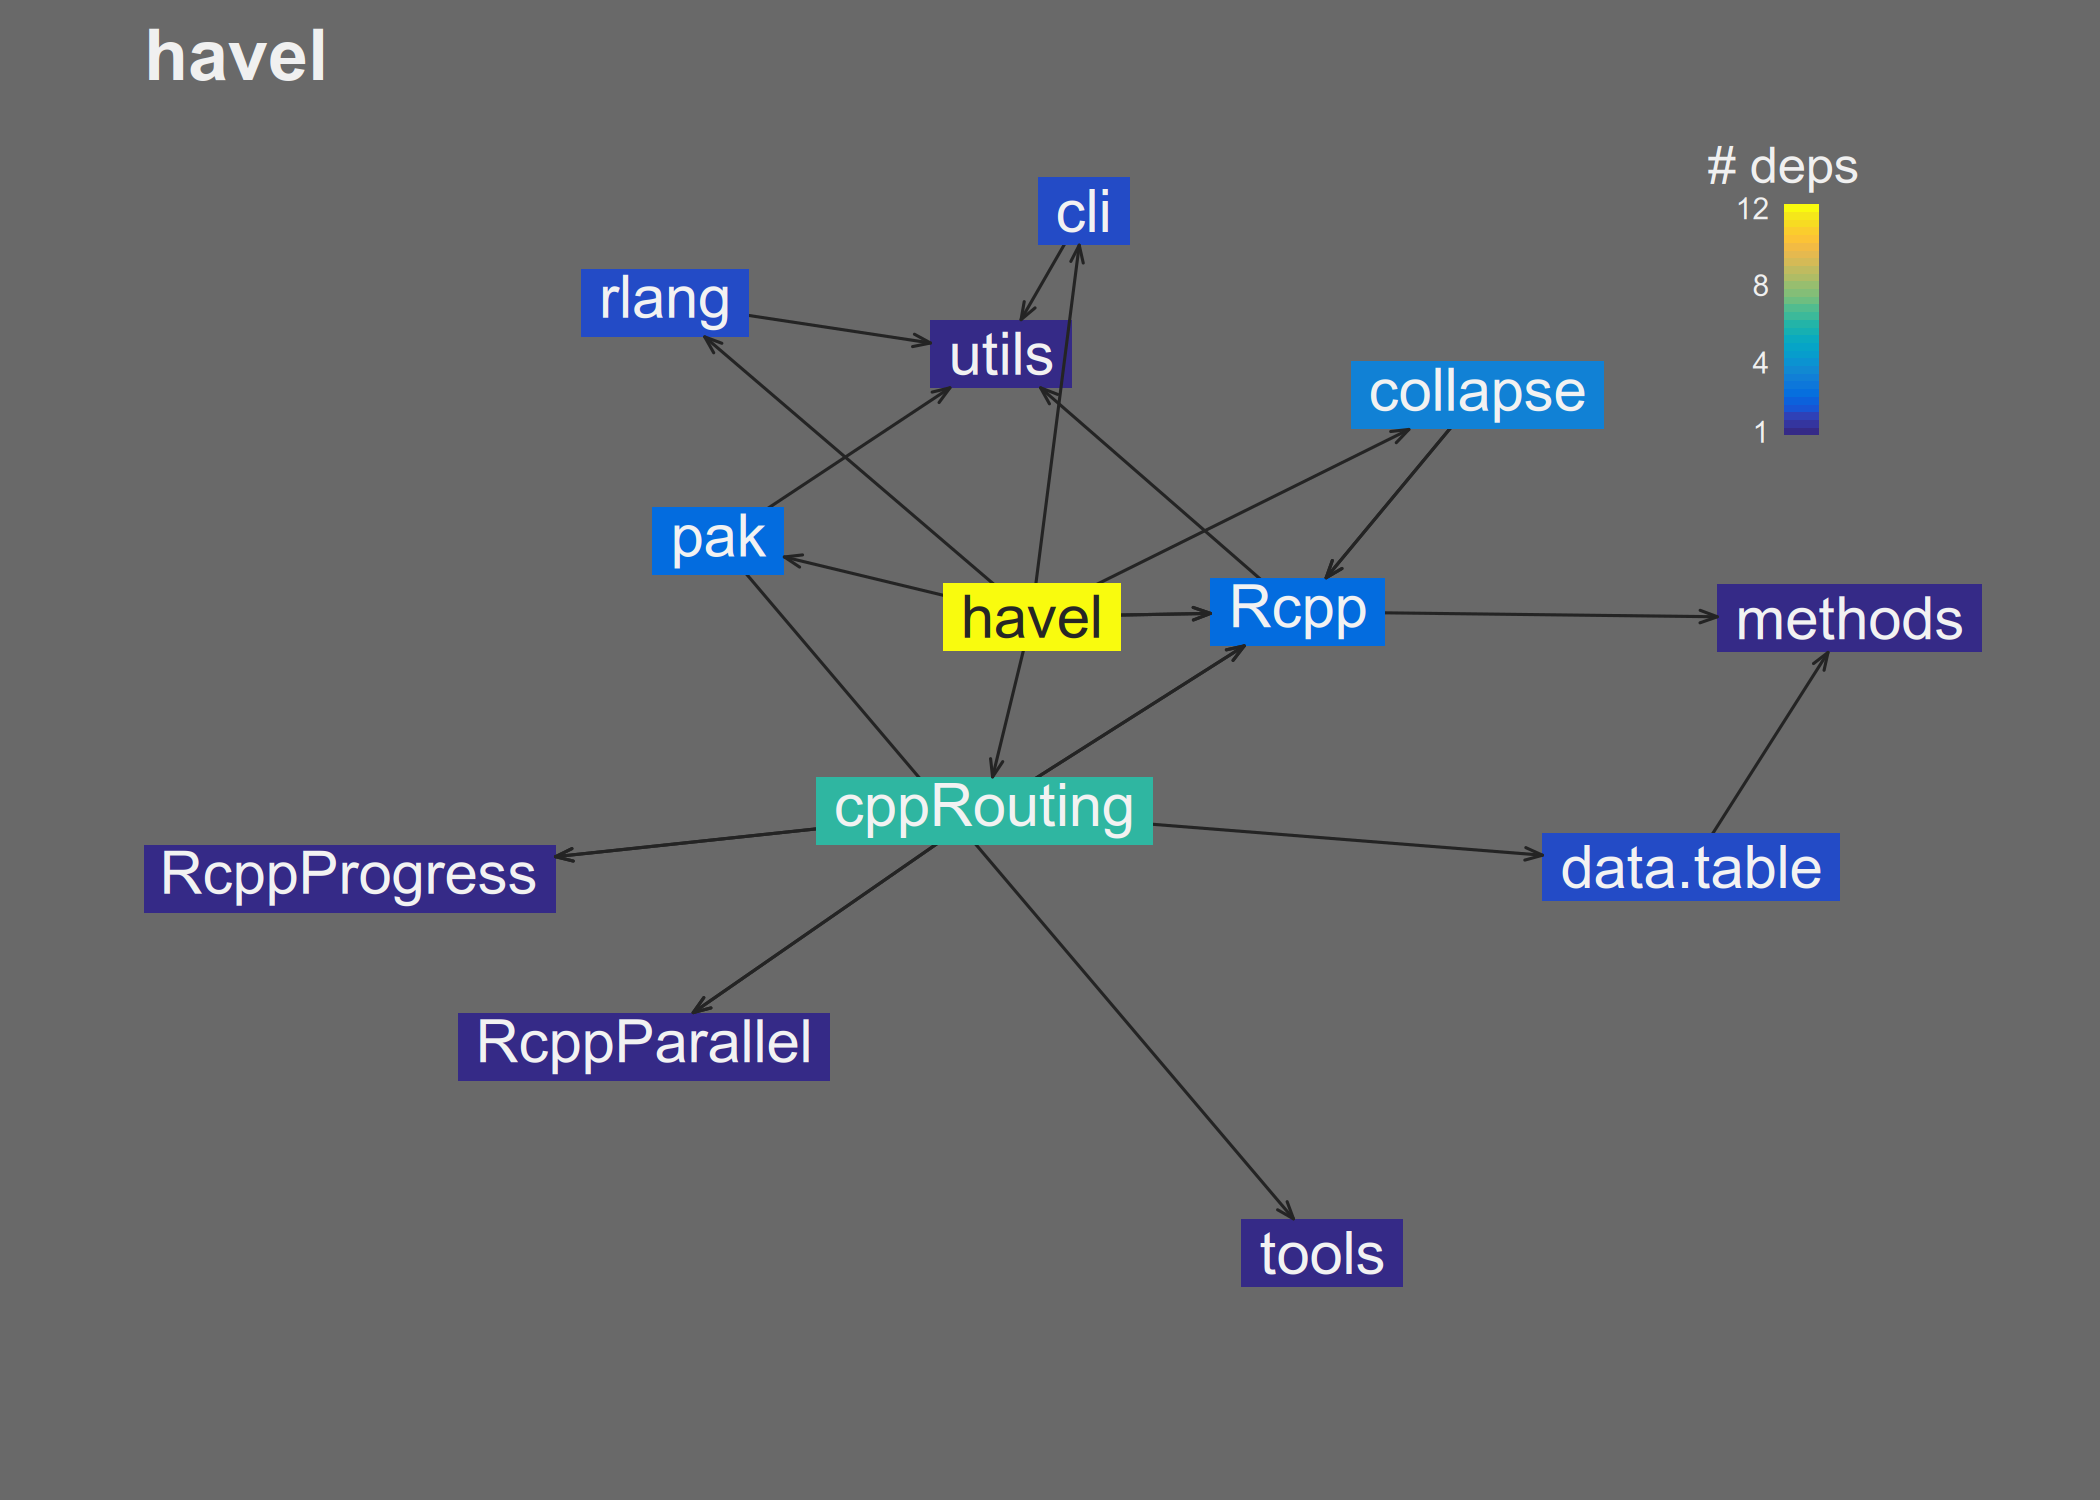 havel
# deps
12
8
4
1
cli
rlang
utils
collapse
pak
havel
Rcpp
methods
cppRouting
RcppProgress
data.table
RcppParallel
tools